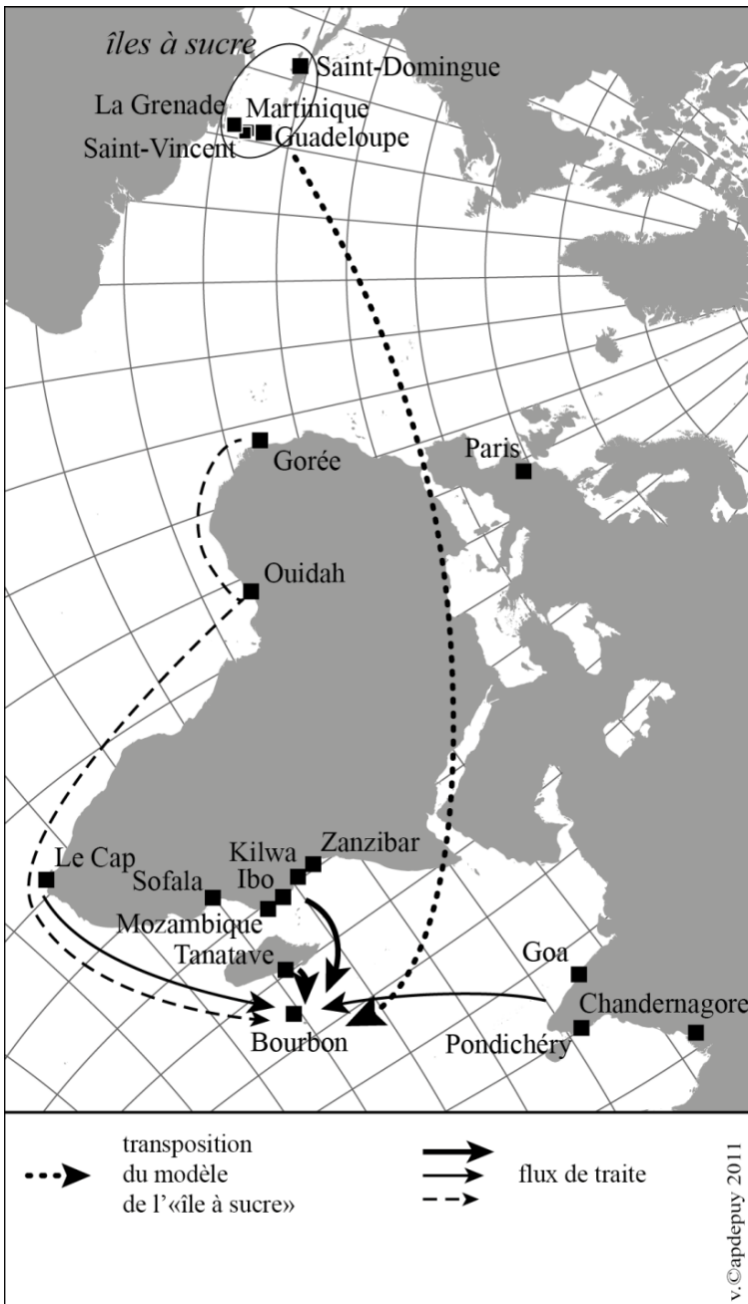 îles à sucre
Saint-Domingue
La Grenade
Martinique
Guadeloupe
Saint-Vincent
Gorée
Paris
Ouidah
Zanzibar
Kilwa
Le Cap
Ibo
Sofala
Mozambique
Tanatave
Goa
Chandernagore
Bourbon
Pondichéry
transposition
du modèle
de l'«île à sucre»
flux de traite
v.©apdepuy 2011